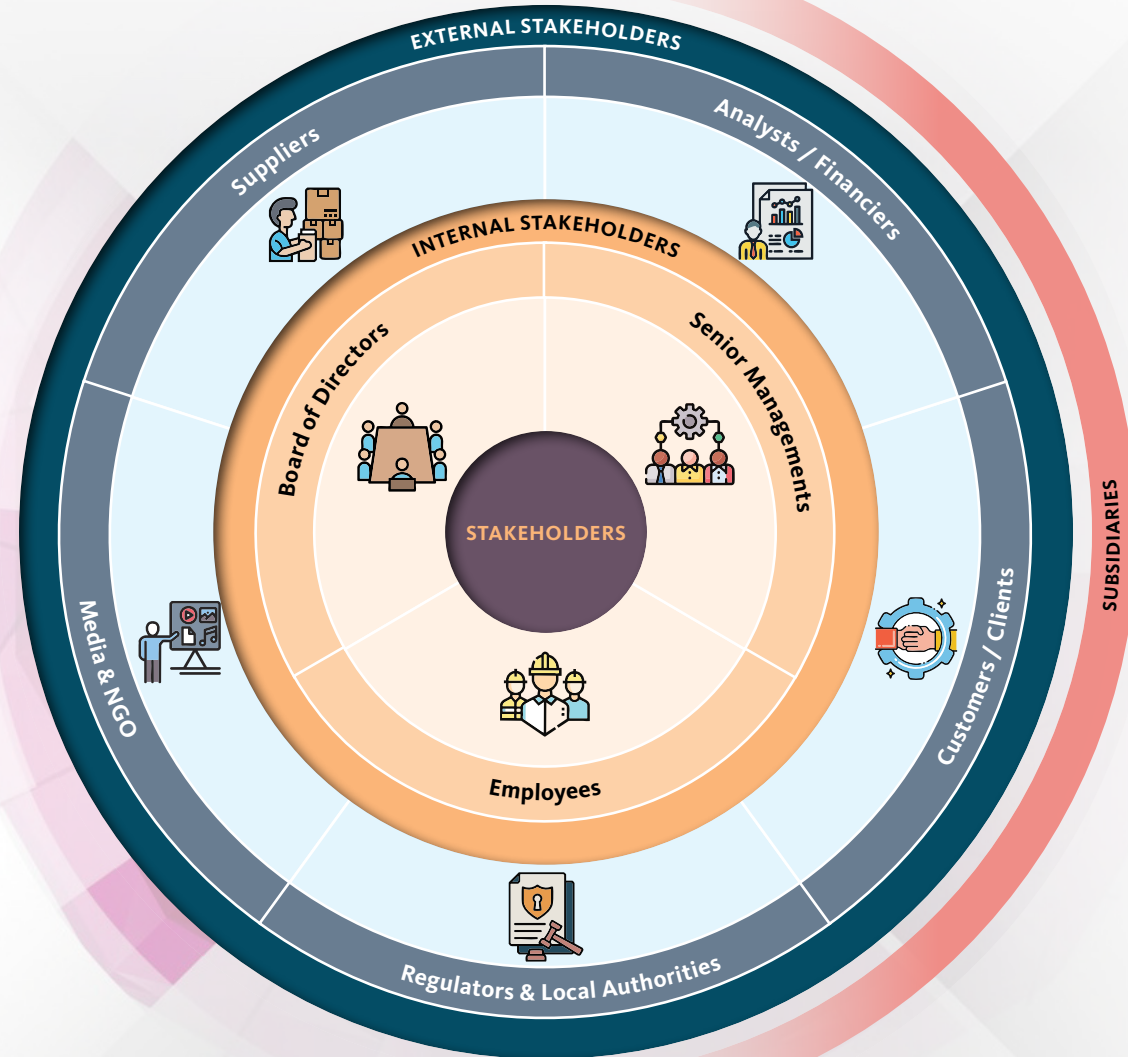 EXTERNAL STAKEHOLDERS
Suppliers
Analysts / Financiers
INTERNAL STAKEHOLDERS
Board of Directors
Senior Managements
STAKEHOLDERS
SUBSIDIARIES
Media & NGO
Customers / Clients
Employees
Regulators & Local Authorities